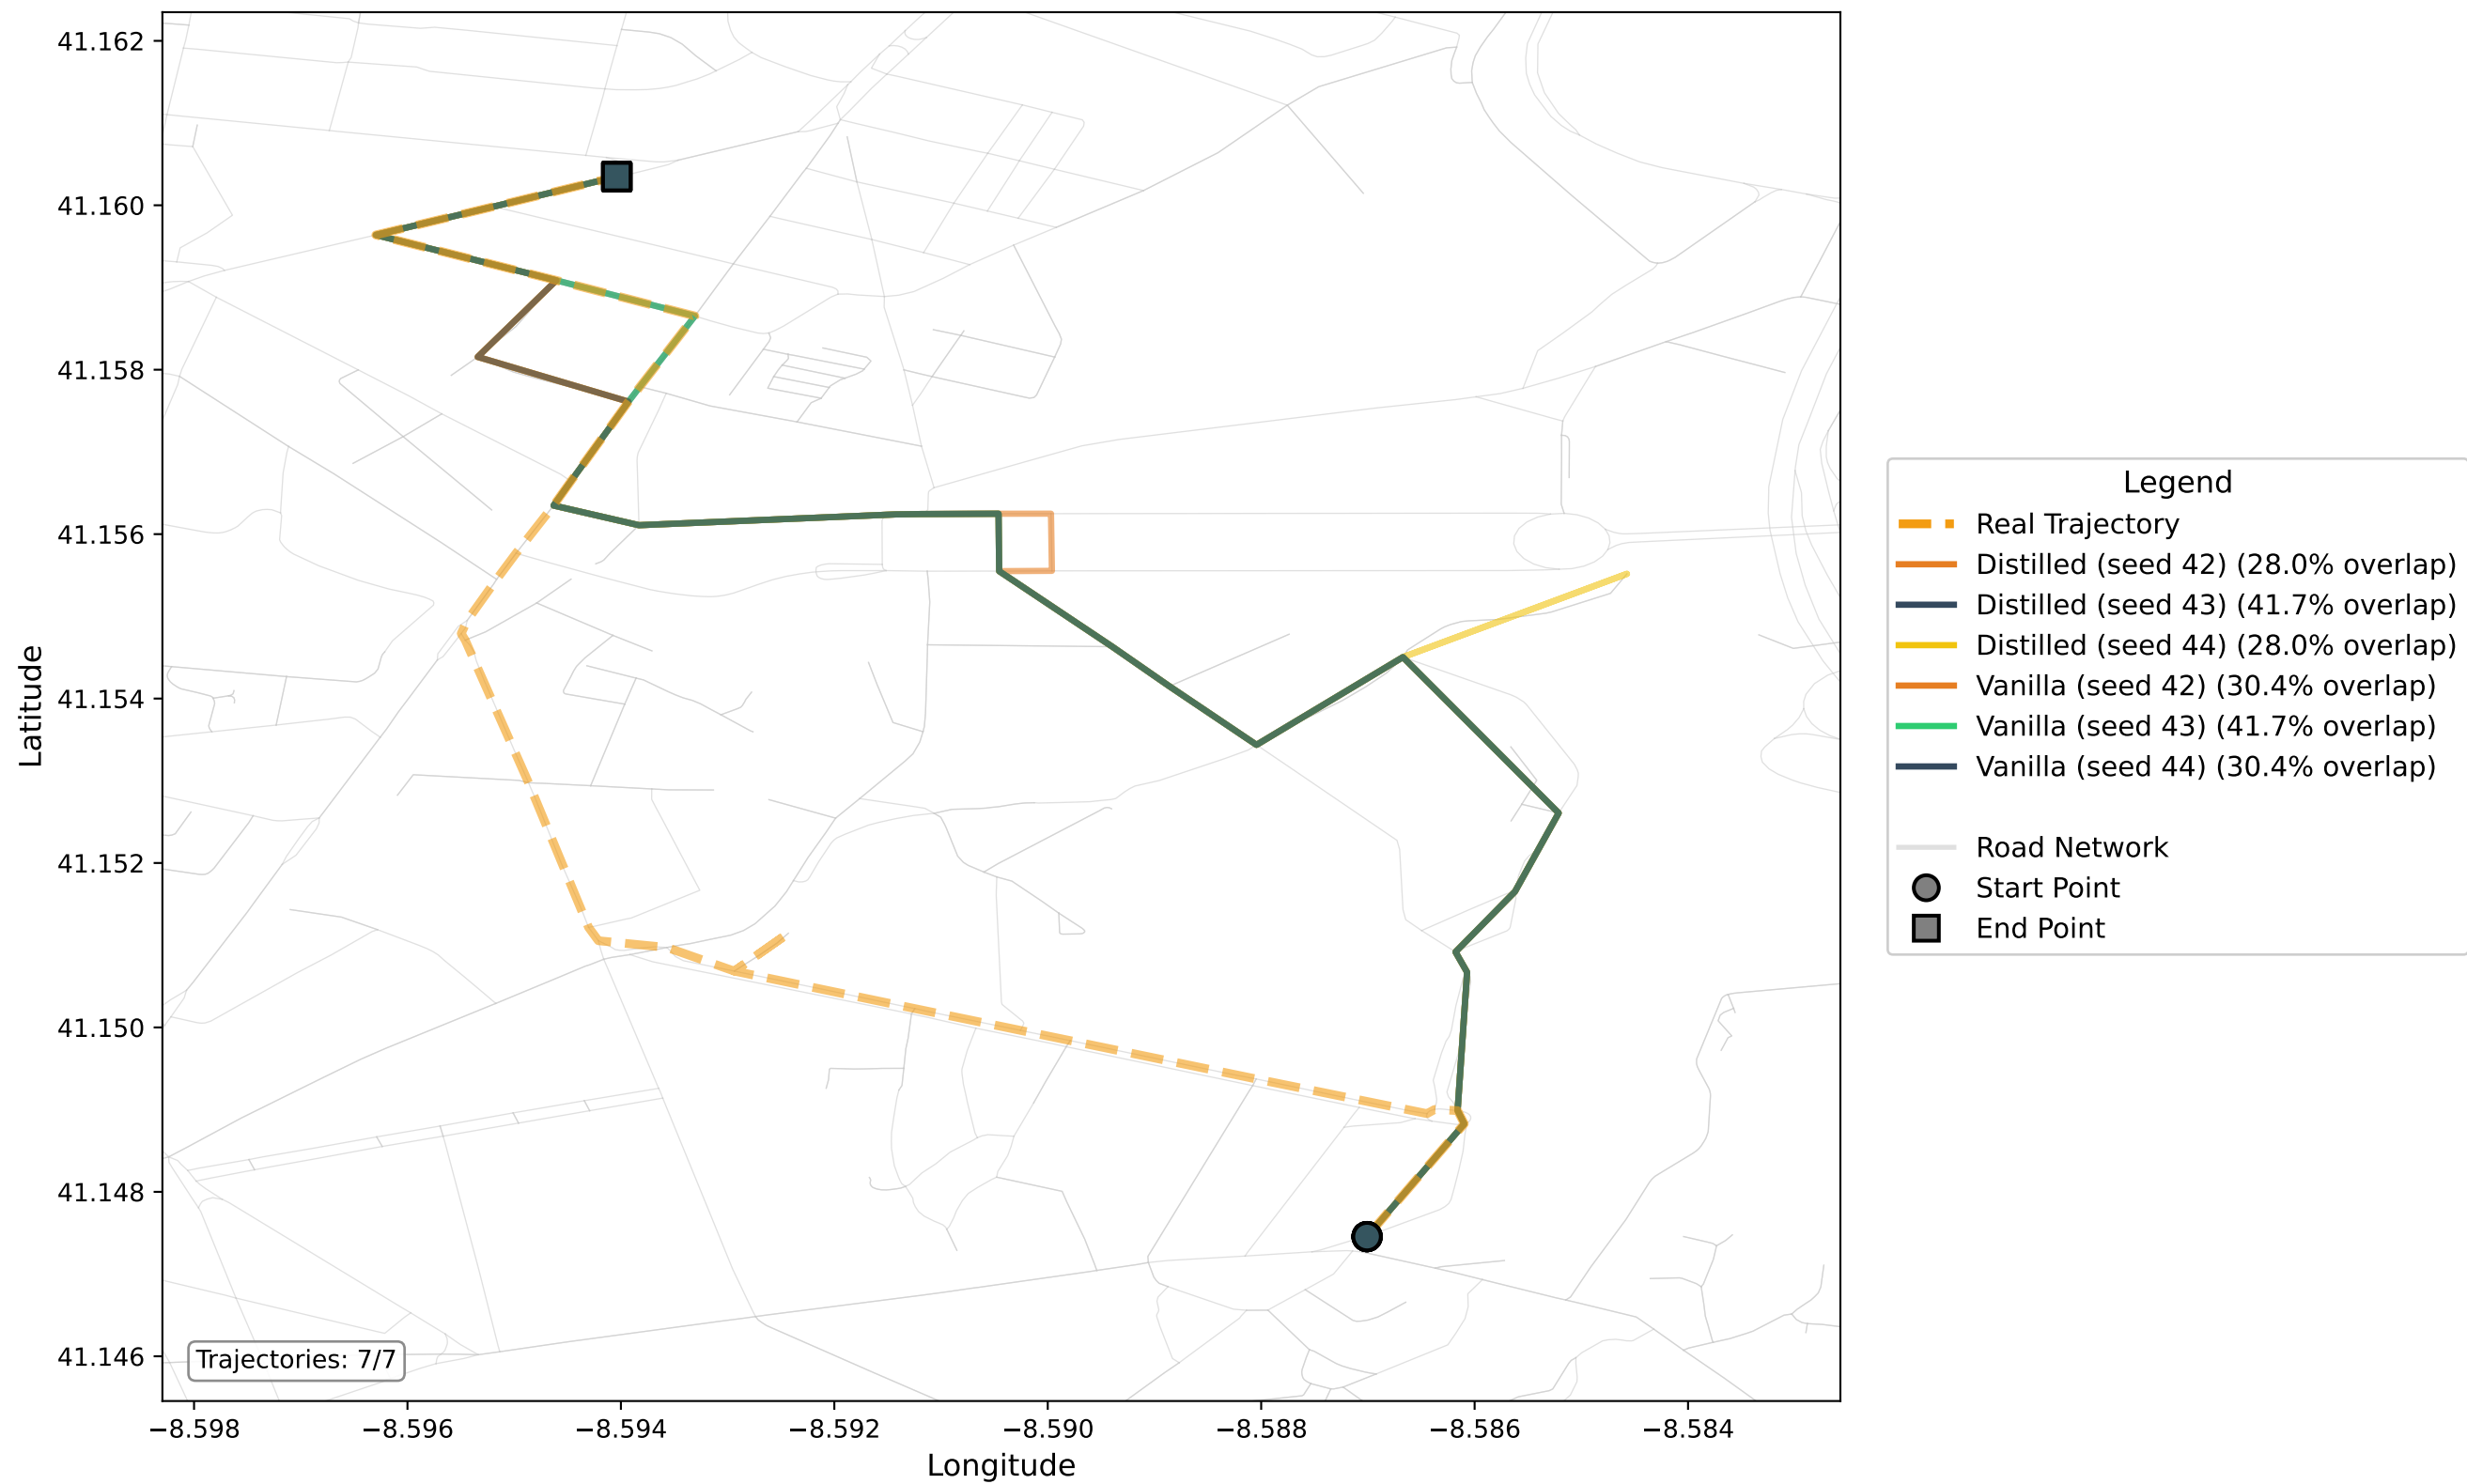 41.162
41.160
41.158
41.156
41.154
41.152
41.150
41.148
41.146
Latitude
−8.598
−8.596
−8.594
−8.592
−8.590
−8.588
−8.586
−8.584
Longitude
Trajectories: 7/7
Legend
Real Trajectory
Distilled (seed 42) (28.0% overlap)
Distilled (seed 43) (41.7% overlap)
Distilled (seed 44) (28.0% overlap)
Vanilla (seed 42) (30.4% overlap)
Vanilla (seed 43) (41.7% overlap)
Vanilla (seed 44) (30.4% overlap)
Road Network
Start Point
End Point